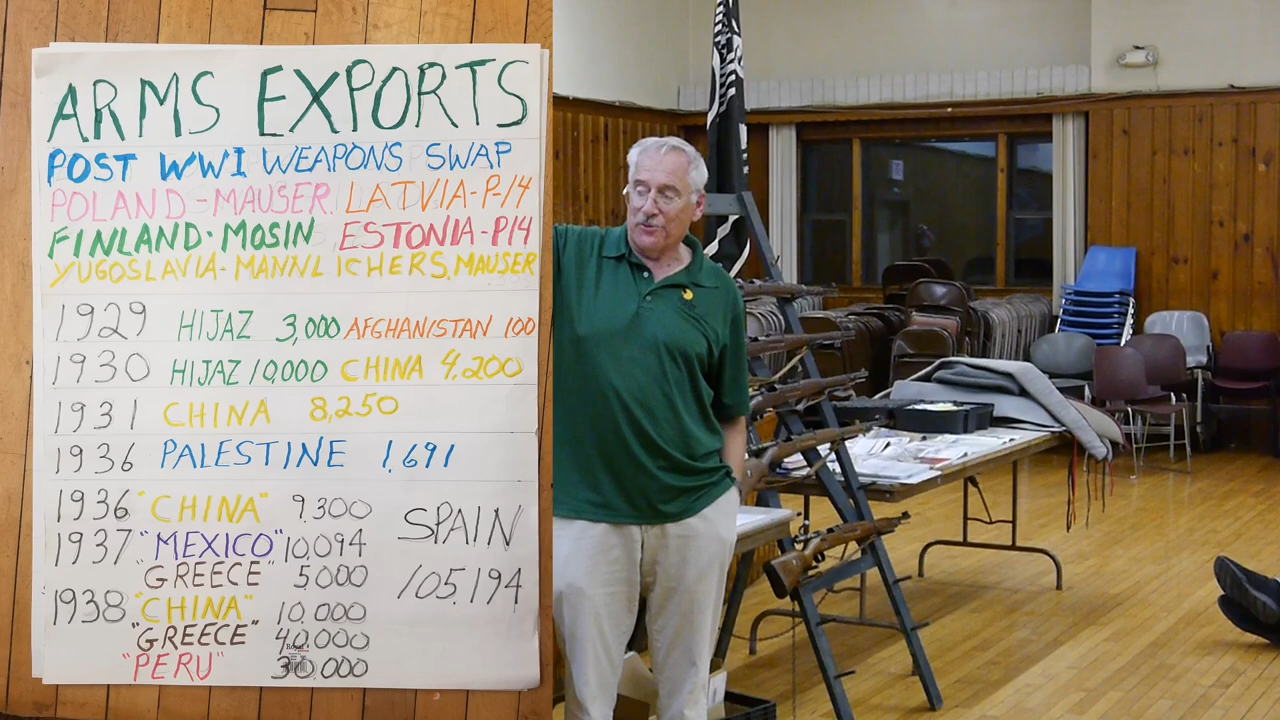 ARMS EXPORTS
POST WWI WEAPONS SWAP
POLAND-MAUSER. LATVIA-P-14
FINLAND·MOSIN ESTONIA-P14
YUGOSLAVIA-MANNLICHERS, MAUSER
1929 HIJAZ 3,000 AFGHANISTAN 100
1930 HIJAZ 10,000 CHINA 4.200
1931 CHINA 8,250
1936 PALESTINE 1,691
1936 "CHINA" 9.300
1937 "MEXICO" 10,094
"GREECE" 5000
1938 "CHINA" 10.000
"GREECE" 40,000
"PERU" 30,000
SPAIN
105,194